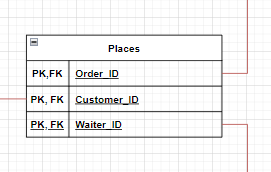 Places
PK,FK Order_ID
PK, FK Customer_ID
PK, FK Waiter_ID